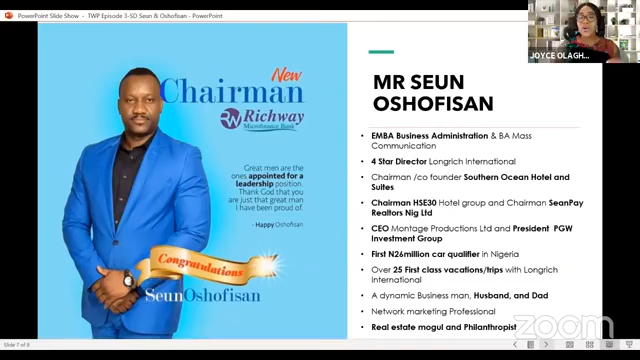 PowerPoint Slide Show - TWP Episode 3-SD Seun & Oshofisan - PowerPoint
JOYCE OLAGH...
New
Chairman
RW Richway
Microfinance Bank
Great men are the
ones appointed for a
leadership position.
Thank God that you
are just that great man
I have been proud of.
- Happy Oshofisan
Congratulations
SeunOshofisan
MR SEUN
OSHOFISAN
• EMBA Business Administration & BA Mass
Communication
• 4 Star Director Longrich International
• Chairman /co founder Southern Ocean Hotel and
Suites
• Chairman HSE30 Hotel group and Chairman SeanPay
Realtors Nig Ltd
• CEO Montage Productions Ltd and President PGW
Investment Group
• First N26million car qualifier in Nigeria
• Over 25 First class vacations/trips with Longrich
International
• A dynamic Business man, Husband, and Dad
• Network marketing Professional
• Real estate mogul and Philanthropist
zoom
Slide 7 of 8